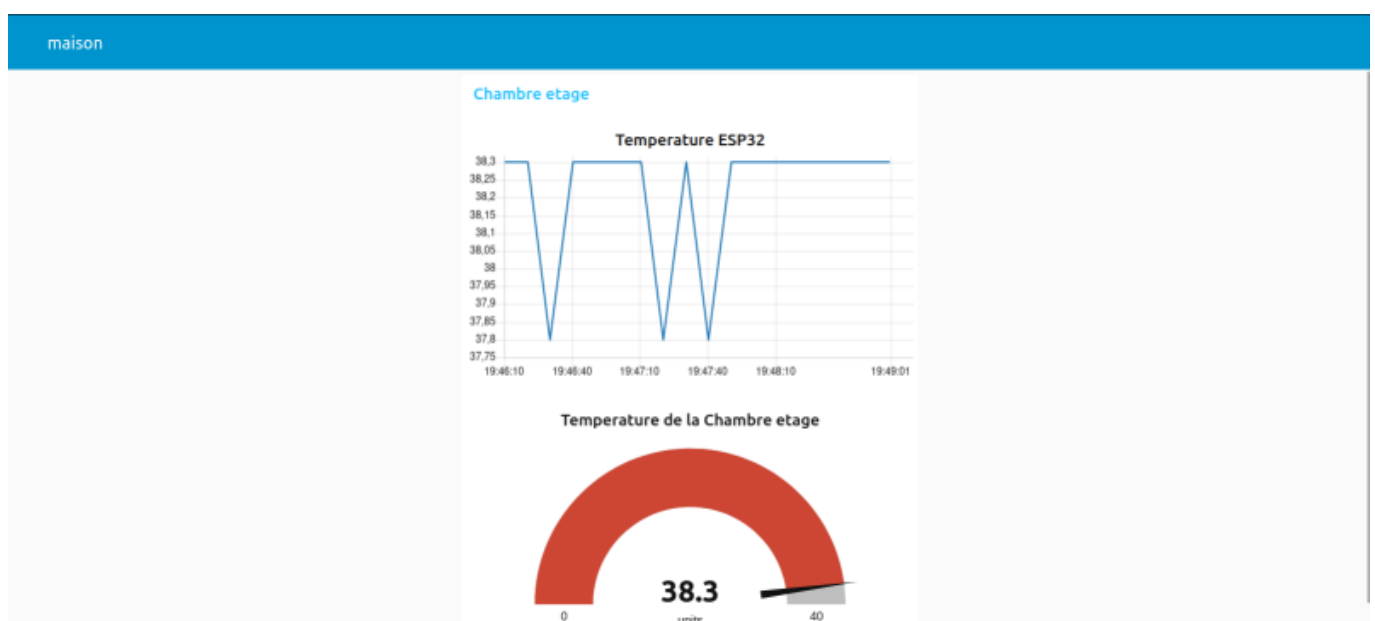 maison
Chambre etage
Temperature ESP32
38,3
38,25
38,2
38,15
38,1
38,05
38
37,95
37,9
37,85
37,8
37,75
19:46:10 19:46:40 19:47:10 19:47:40 19:48:10 19:49:01
Temperature de la Chambre etage
38.3
0 units 40